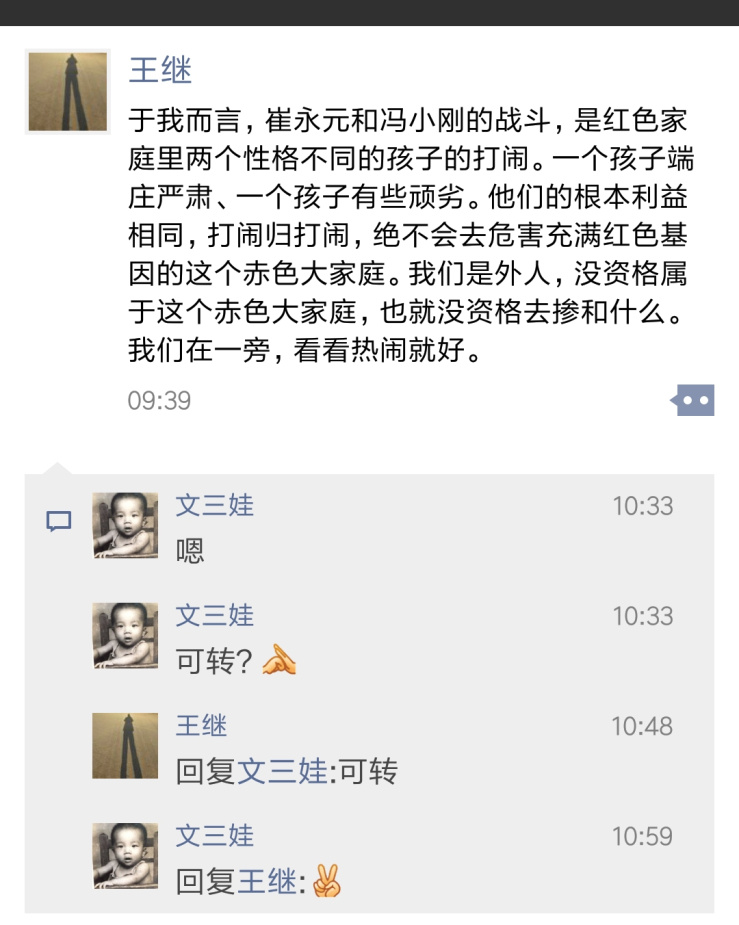 王继
于我而言，崔永元和冯小刚的战斗，是红色家
庭里两个性格不同的孩子的打闹。一个孩子端
庄严肃、一个孩子有些顽劣。他们的根本利益
相同，打闹归打闹，绝不会去危害充满红色基
因的这个赤色大家庭。我们是外人，没资格属
于这个赤色大家庭，也就没资格去掺和什么。
我们在一旁，看看热闹就好。
09:39
文三娃 10:33
嗯
文三娃 10:33
可转？
王继 10:48
回复文三娃:可转
文三娃 10:59
回复王继:✌